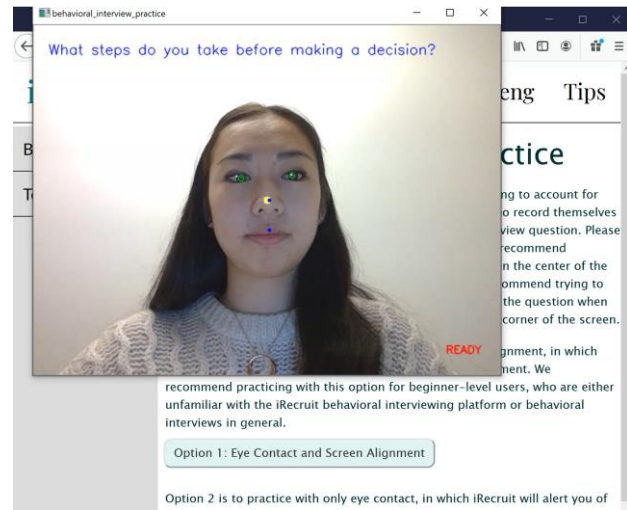 behavioral_interview_practice
What steps do you take before making a decision?
eng Tips
ctice
ng to account for
o record themselves
view question. Please
recommend
n the center of the
ommend trying to
the question when
corner of the screen.
READY
gnment, in which
ment. We
recommend practicing with this option for beginner-level users, who are either
unfamiliar with the iRecruit behavioral interviewing platform or behavioral
interviews in general.
Option 1: Eye Contact and Screen Alignment
Option 2 is to practice with only eye contact, in which iRecruit will alert you of